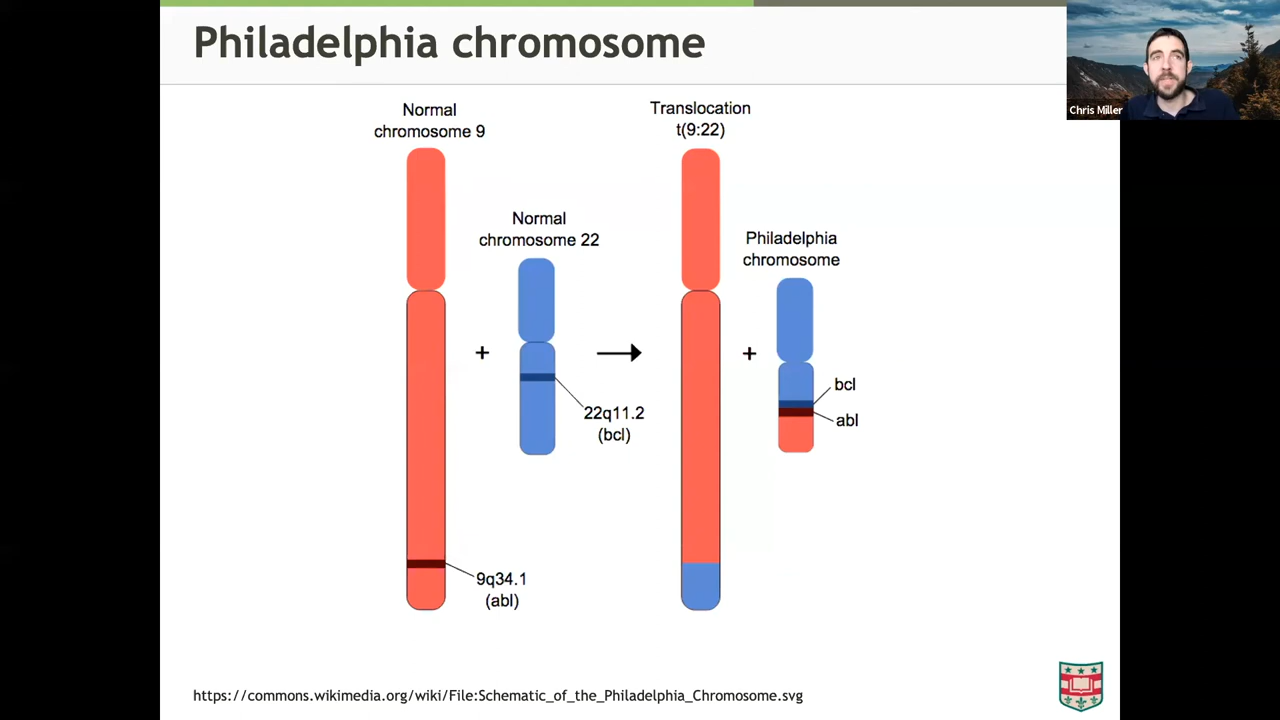 Philadelphia chromosome
Chris Miller
Normal
chromosome 9
Translocation
t(9:22)
Normal
chromosome 22
Philadelphia
chromosome
+
+
bcl
abl
22q11.2
(bcl)
9q34.1
(abl)
https://commons.wikimedia.org/wiki/File:Schematic_of_the_Philadelphia_Chromosome.svg